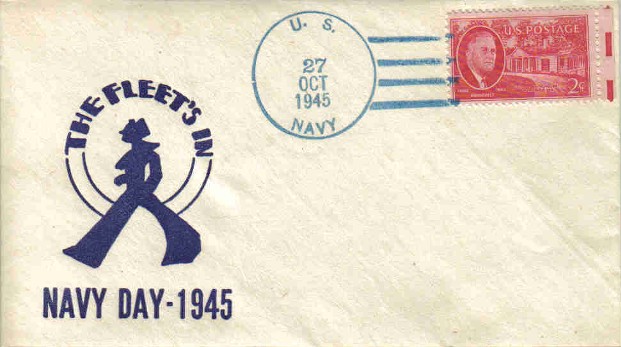 THE FLEET'S IN
NAVY DAY-1945
U. S.
27
OCT
1945
NAVY
U.S. POSTAGE
2¢